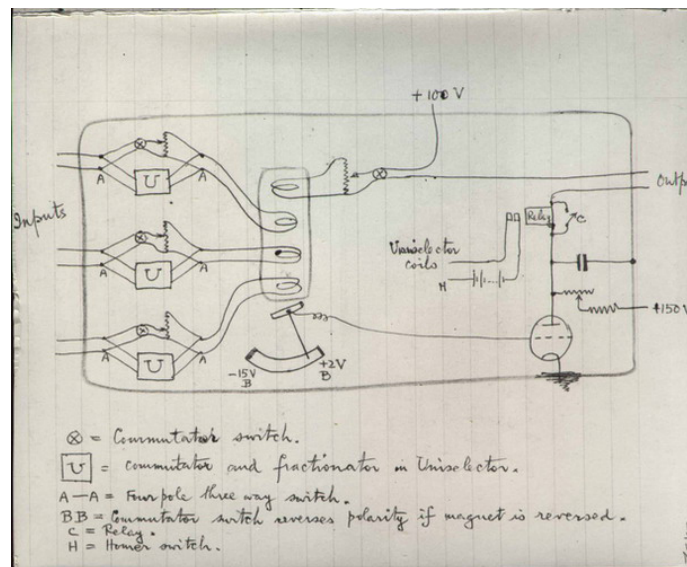 +100 V
Inputs
A
A
U
A
A
U
A
A
U
Outp
Relay
C
Uniselector
coils
H
+150V
-15V
B
+2V
B
⊗ = Commutator switch.
U = commutator and fractionator in Uniselector.
A—A = Four pole three way switch.
BB = Commutator switch reverses polarity if magnet is reversed.
C = Relay.
H = Homer switch.